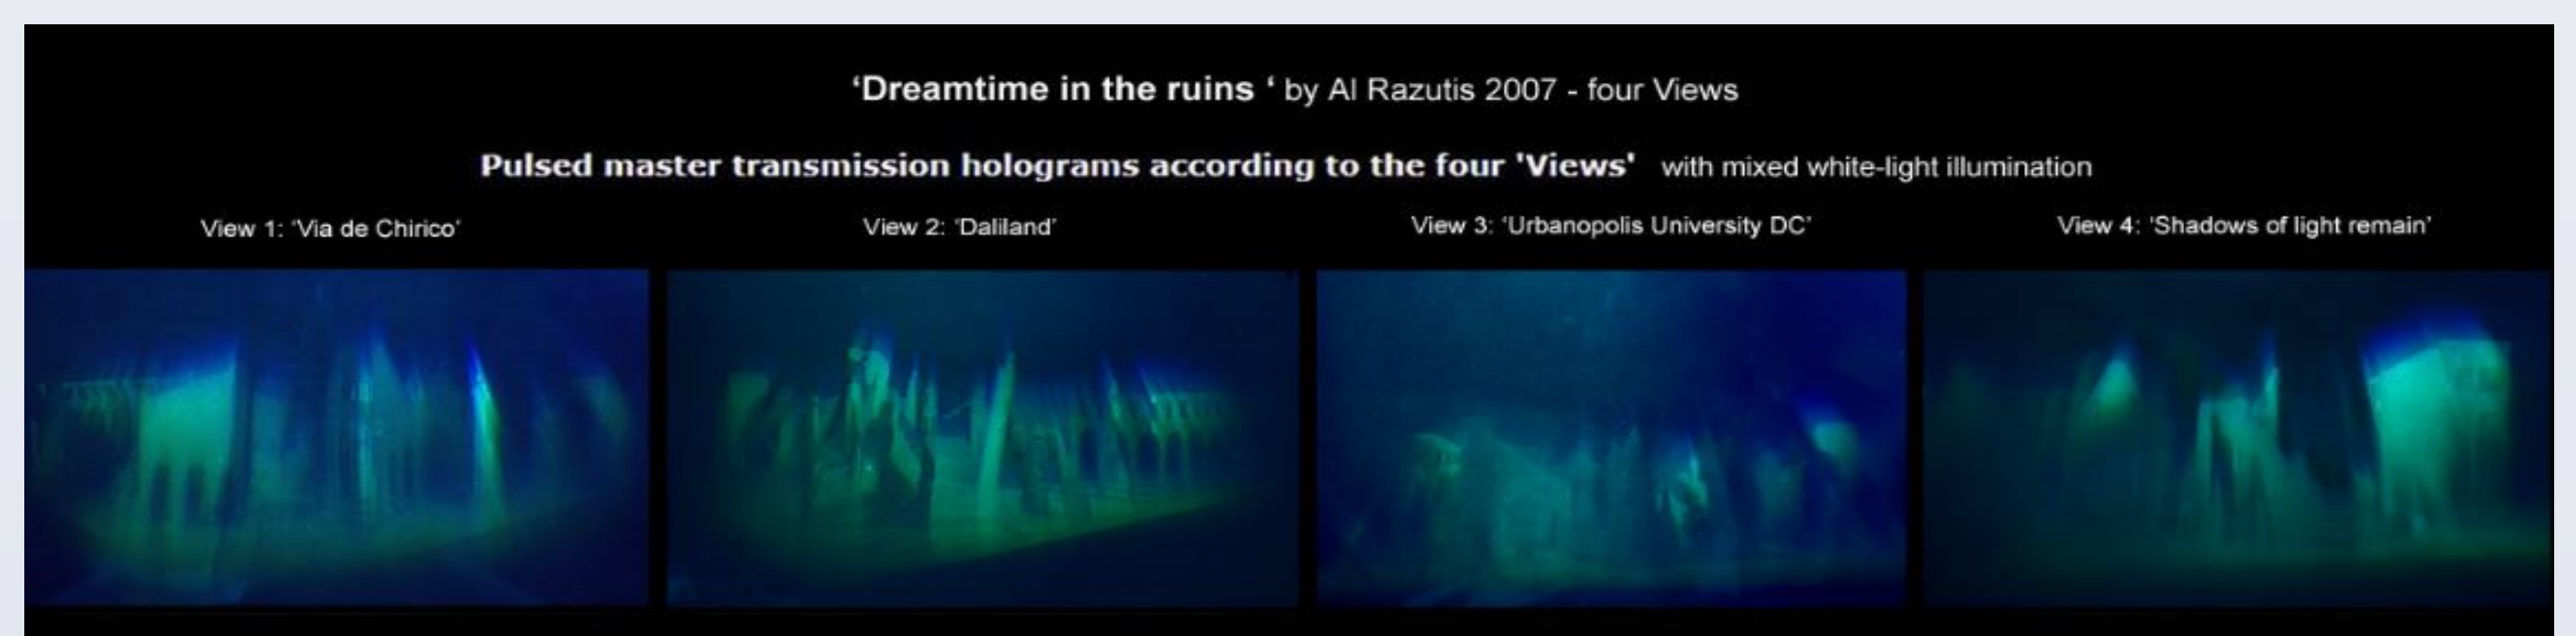 ‘Dreamtime in the ruins ‘ by Al Razutis 2007 - four Views
Pulsed master transmission holograms according to the four 'Views' with mixed white-light illumination
View 1: ‘Via de Chirico’
View 2: ‘Daliland’
View 3: ‘Urbanopolis University DC’
View 4: ‘Shadows of light remain’